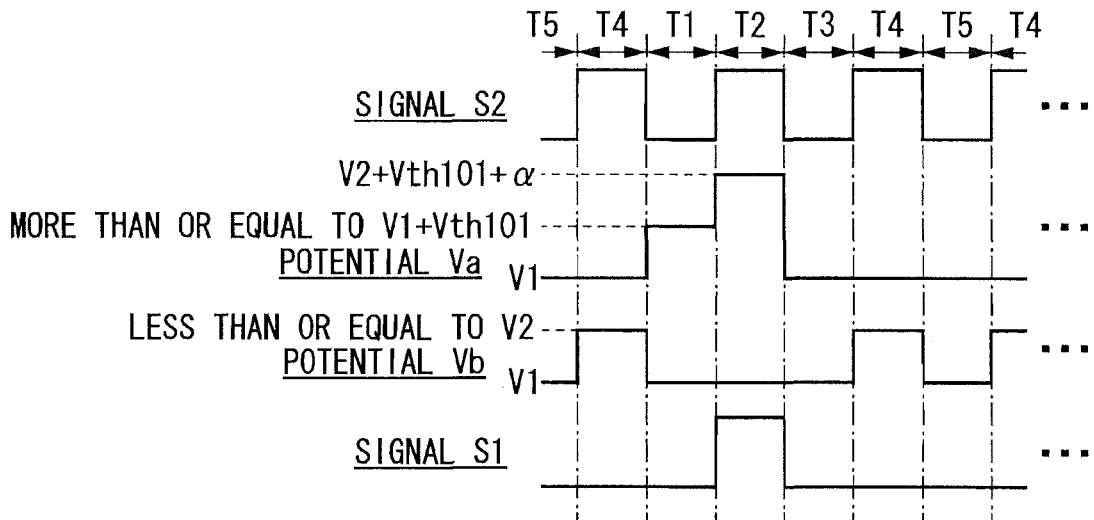 T5 T4 T1 T2 T3 T4 T5 T4
SIGNAL S2
V2+Vth101+α
MORE THAN OR EQUAL TO V1+Vth101
POTENTIAL Va V1
LESS THAN OR EQUAL TO V2
POTENTIAL Vb V1
SIGNAL S1